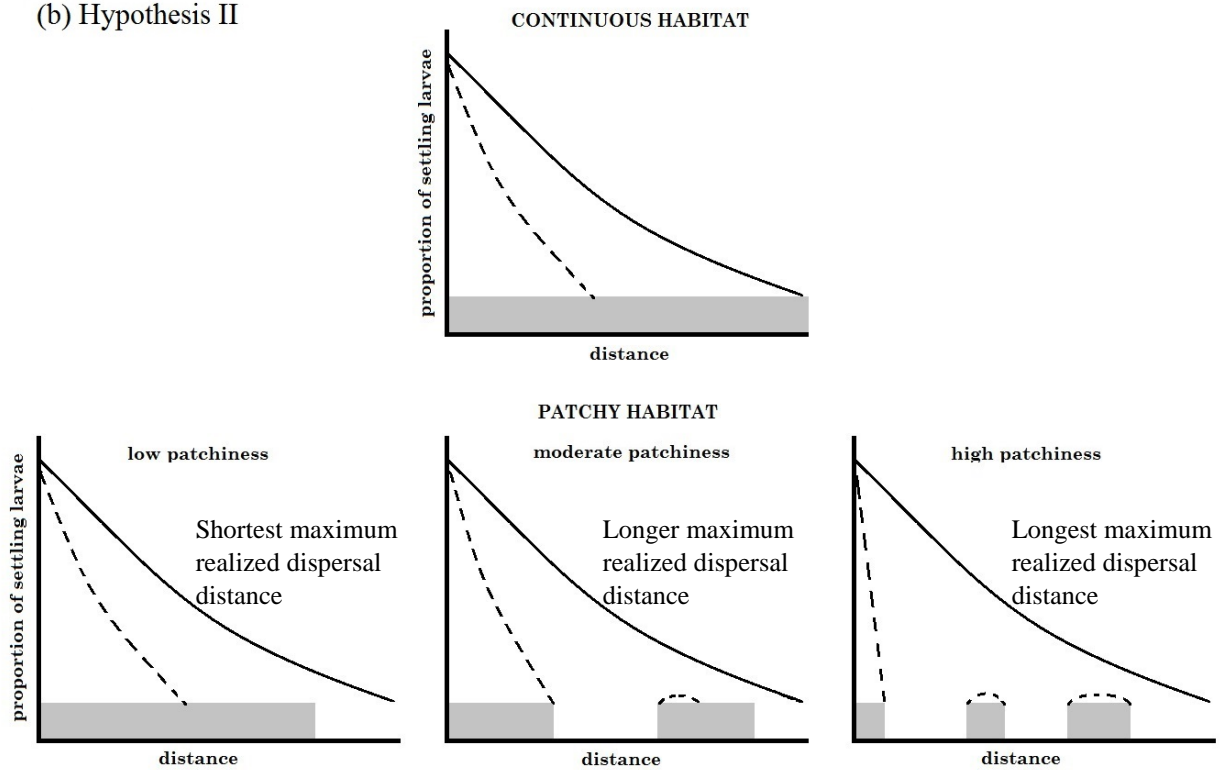 (b) Hypothesis II
CONTINUOUS HABITAT
proportion of settling larvae
distance
PATCHY HABITAT
proportion of settling larvae
low patchiness
Shortest maximum
realized dispersal
distance
distance
moderate patchiness
Longer maximum
realized dispersal
distance
distance
high patchiness
Longest maximum
realized dispersal
distance
distance